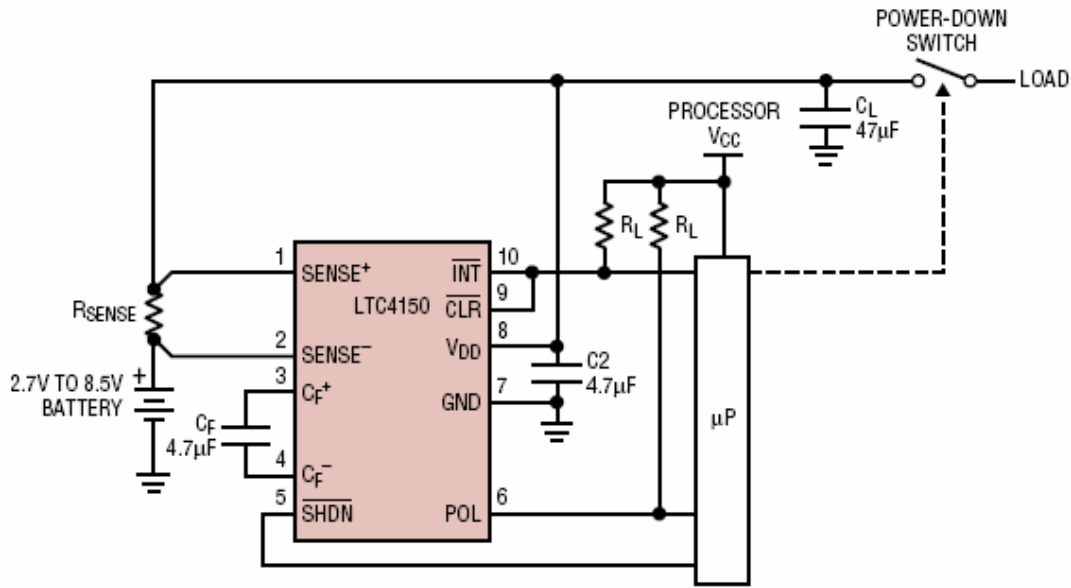 POWER-DOWN
SWITCH
LOAD
CL
47µF
PROCESSOR
VCC
RL
RL
1
SENSE+
RSENSE
2
SENSE−
3
CF+
2.7V TO 8.5V
BATTERY
+
CF
4.7µF
4
CF−
5
SHDN
LTC4150
10
INT
9
CLR
8
VDD
7
GND
C2
4.7µF
6
POL
µP